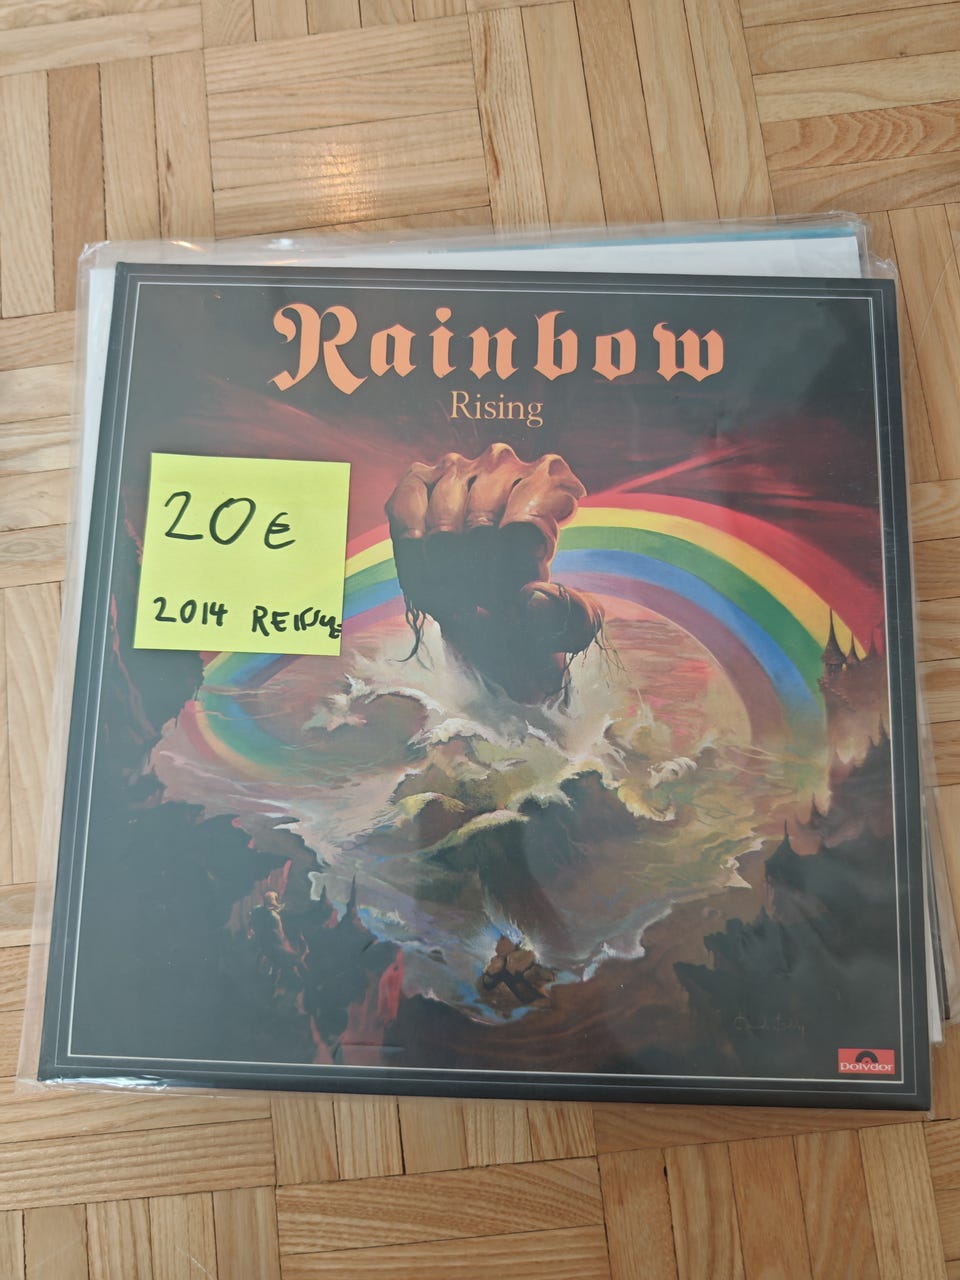 Rainbow
Rising
20€
2014 REISSUE
Polydor